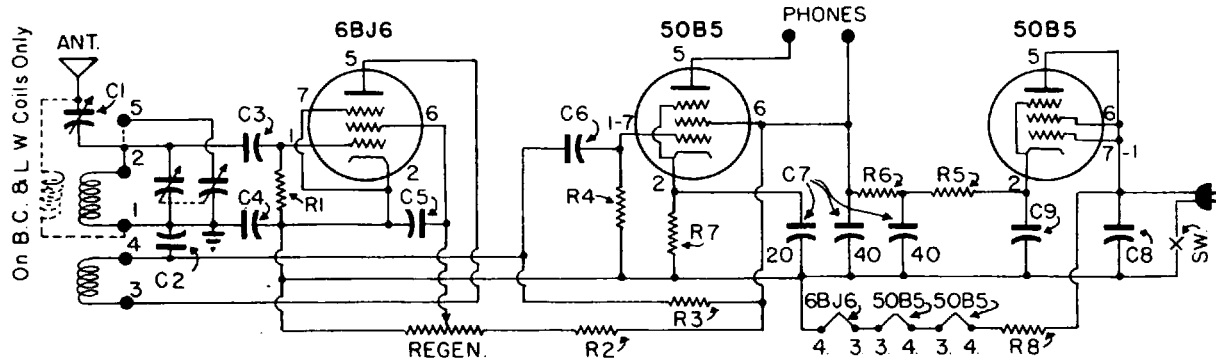 On B.C. & L W Coils Only
ANT.
C1
5
2
1
4
3
C2
C3
C4
1
R1
6BJ6
5
7
6
2
C5
REGEN.
R2
R3
C6
R4
1-7
50B5
5
6
2
R7
PHONES
C7
20
40
40
R6
R5
50B5
5
6
7-1
2
C9
C8
SW.
6BJ6 50B5 50B5
4. 3. 3. 4. 3. 4. R8